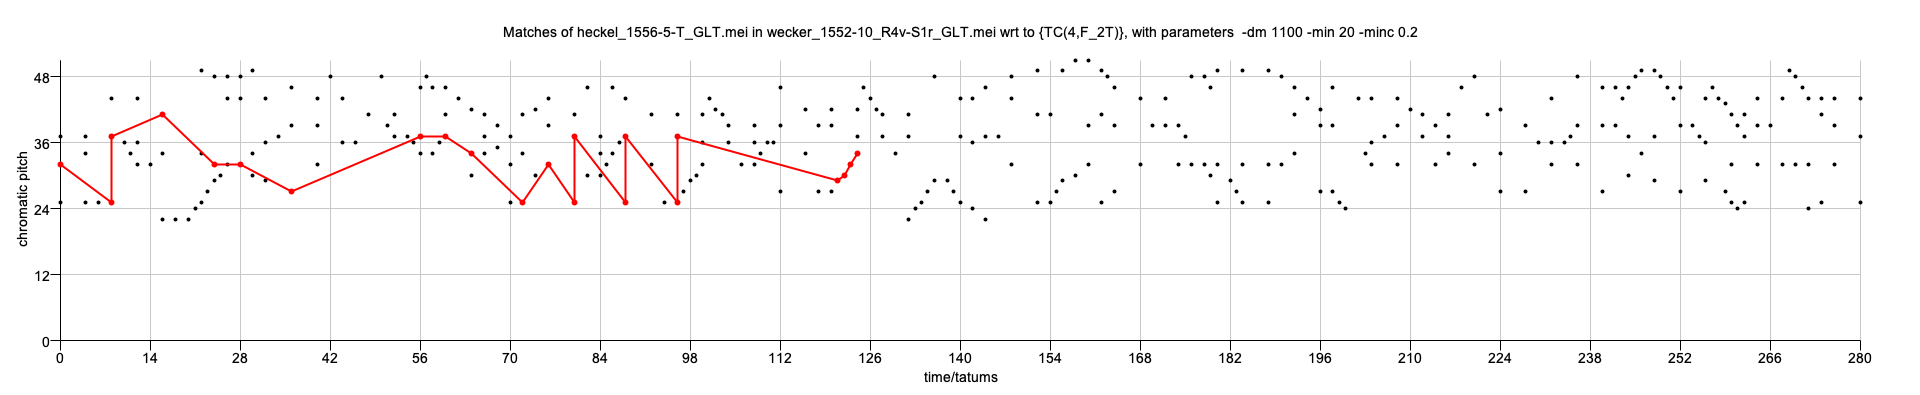 Matches of heckel_1556-5-T_GLT.mei in wecker_1552-10_R4v-S1r_GLT.mei wrt to {TC(4,F_2T)}, with parameters  -dm 1100 -min 20 -minc 0.2
chromatic pitch
48
36
24
12
0
0 14 28 42 56 70 84 98 112 126 140 154 168 182 196 210 224 238 252 266 280
time/tatums